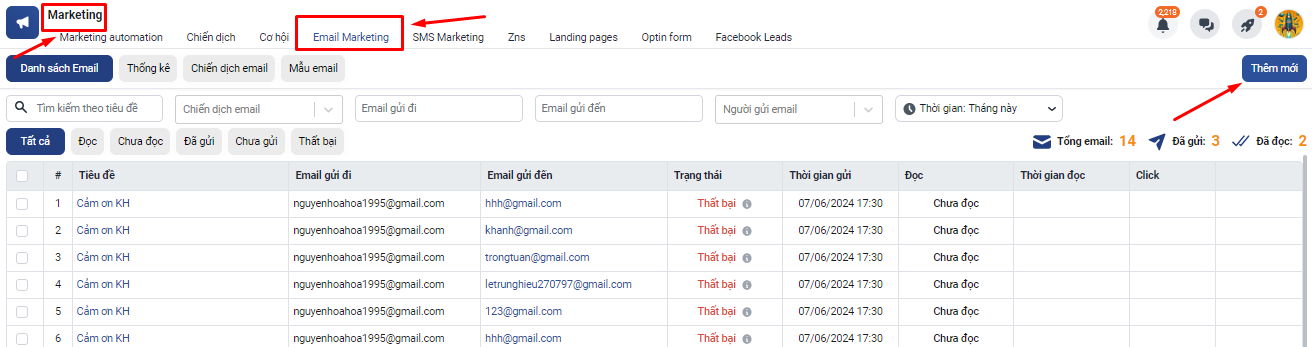 Marketing
2,218
2
Marketing automation Chiến dịch Cơ hội Email Marketing SMS Marketing Zns Landing pages Optin form Facebook Leads
Danh sách Email Thống kê Chiến dịch email Mẫu email Thêm mới
Tìm kiếm theo tiêu đề Chiến dịch email Email gửi đi Email gửi đến Người gửi email Thời gian: Tháng này
Tất cả Đọc Chưa đọc Đã gửi Chưa gửi Thất bại Tổng email: 14 Đã gửi: 3 Đã đọc: 2
# Tiêu đề Email gửi đi Email gửi đến Trạng thái Thời gian gửi Đọc Thời gian đọc Click
1 Cảm ơn KH nguyenhoahoa1995@gmail.com hhh@gmail.com Thất bại 07/06/2024 17:30 Chưa đọc
2 Cảm ơn KH nguyenhoahoa1995@gmail.com khanh@gmail.com Thất bại 07/06/2024 17:30 Chưa đọc
3 Cảm ơn KH nguyenhoahoa1995@gmail.com trongtuan@gmail.com Thất bại 07/06/2024 17:30 Chưa đọc
4 Cảm ơn KH nguyenhoahoa1995@gmail.com letrunghieu270797@gmail.com Thất bại 07/06/2024 17:30 Chưa đọc
5 Cảm ơn KH nguyenhoahoa1995@gmail.com 123@gmail.com Thất bại 07/06/2024 17:30 Chưa đọc
6 Cảm ơn KH nguyenhoahoa1995@gmail.com hhh@gmail.com Thất bại 07/06/2024 17:30 Chưa đọc